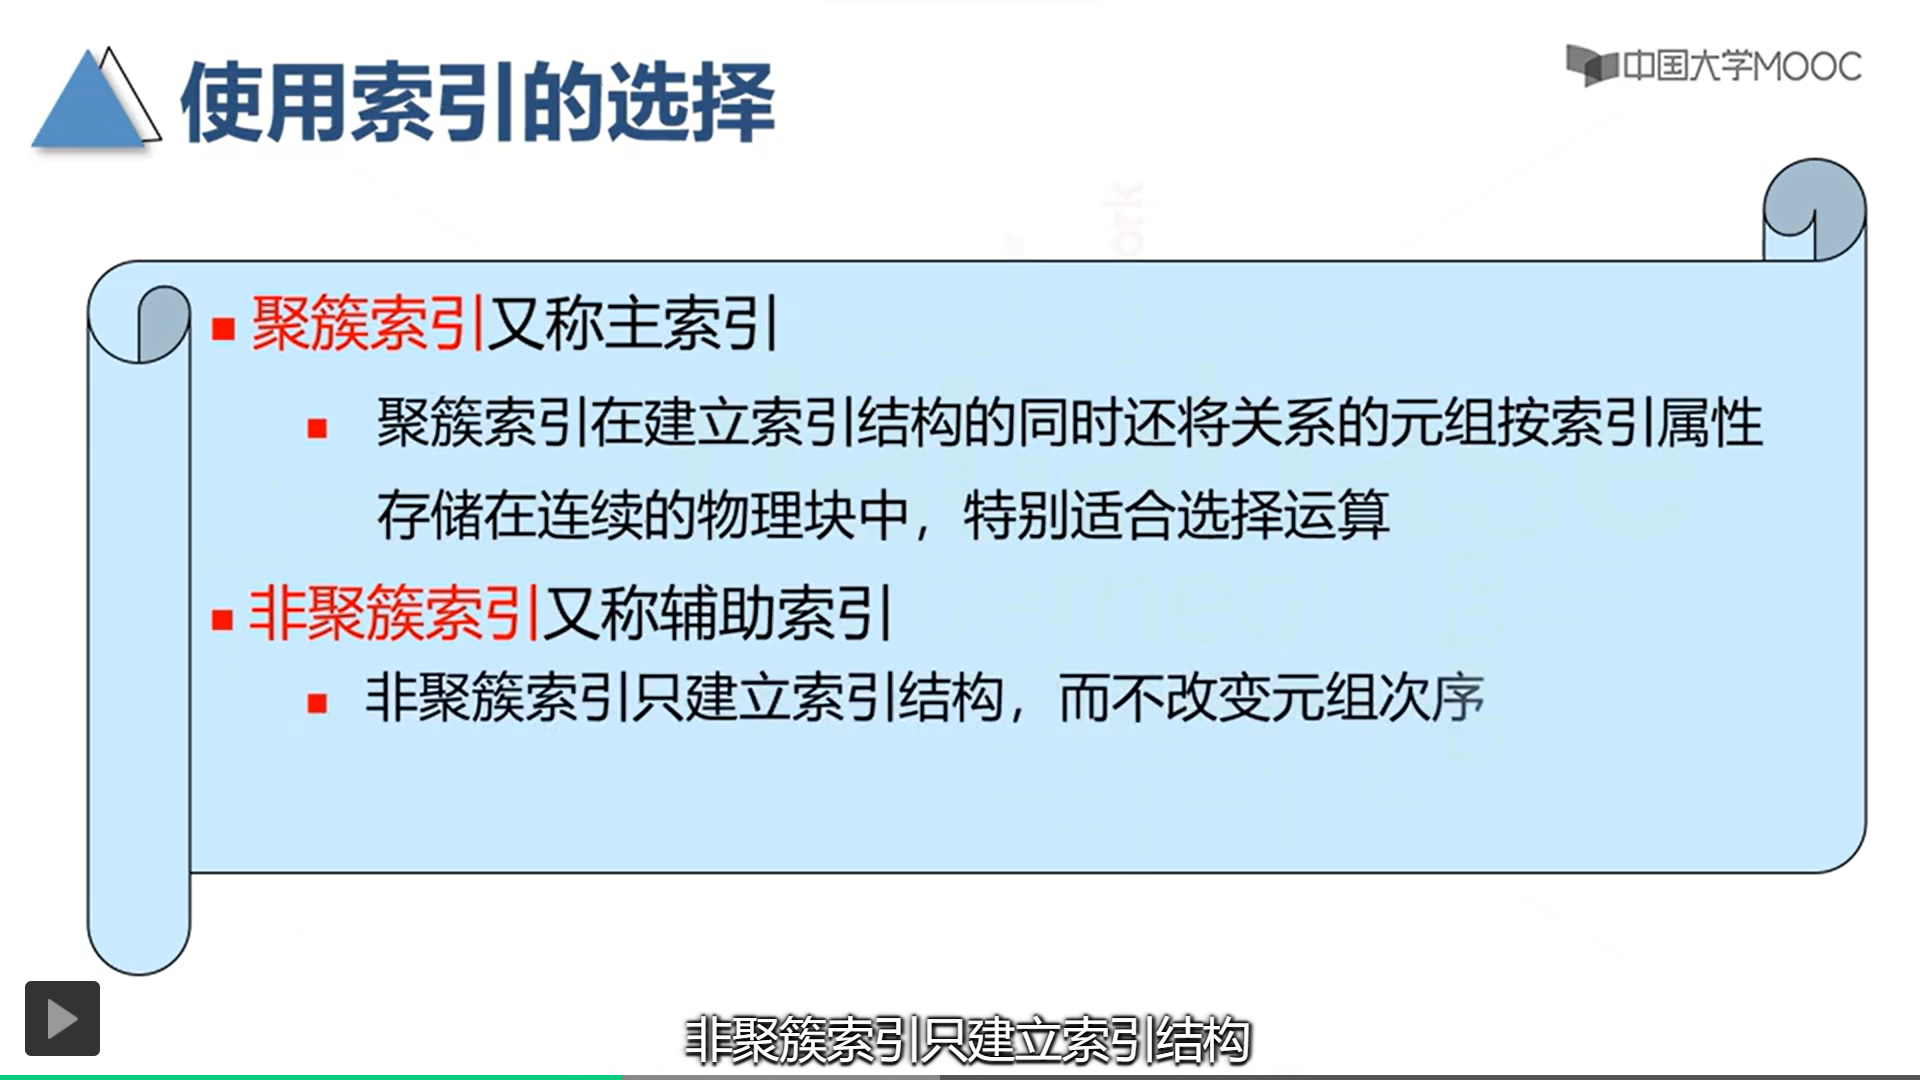 中国大学MOOC
使用索引的选择
聚簇索引又称主索引
聚簇索引在建立索引结构的同时还将关系的元组按索引属性
存储在连续的物理块中，特别适合选择运算
非聚簇索引又称辅助索引
非聚簇索引只建立索引结构，而不改变元组次序
非聚簇索引只建立索引结构